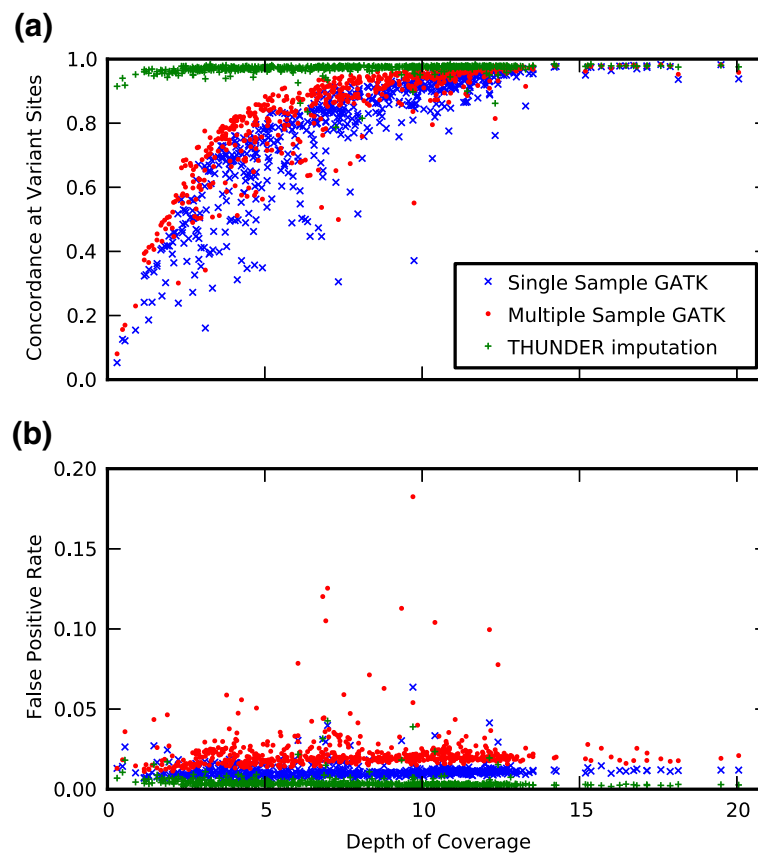 (a)
1.0
0.8
0.6
0.4
0.2
0.0
Concordance at Variant Sites
Single Sample GATK
Multiple Sample GATK
THUNDER imputation
(b)
0.20
0.15
0.10
0.05
0.00
False Positive Rate
0 5 10 15 20
Depth of Coverage